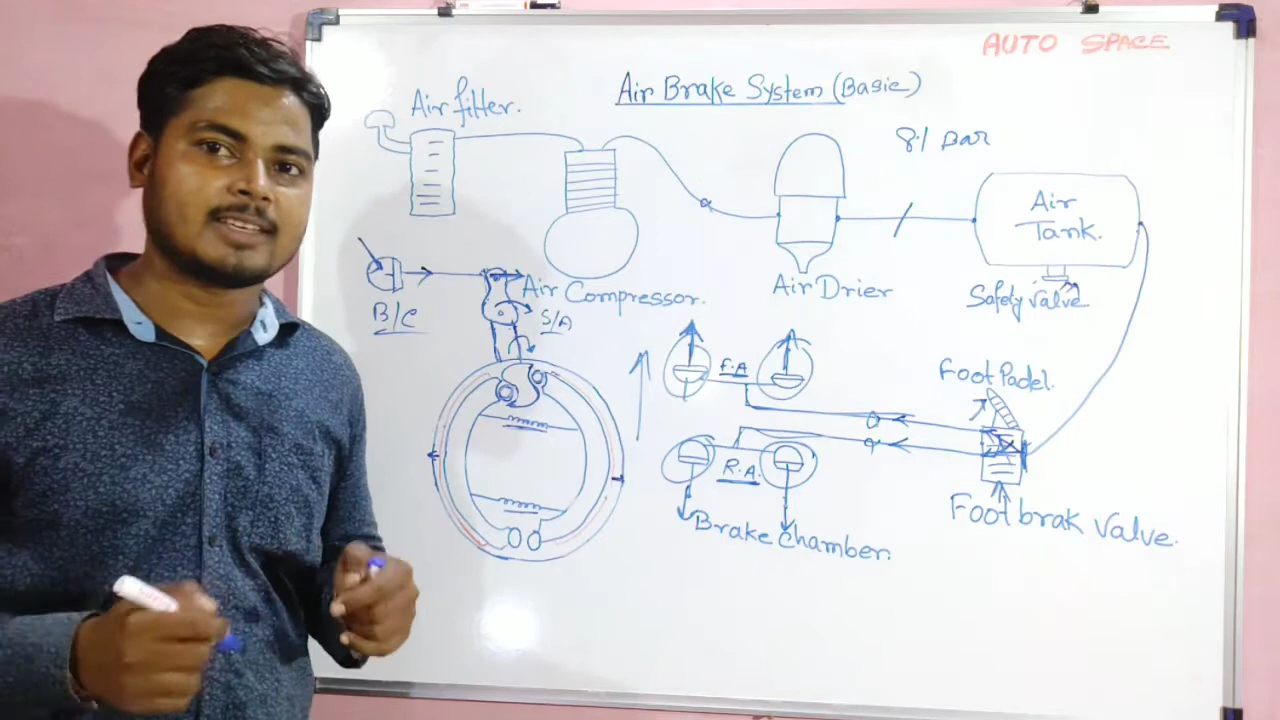 AUTO SPACE
Air Brake System (Basic)
Air filter.
8.1 Bar
Air
Tank.
Air Compressor.
Air Drier
Safety valve
B/C
S/A
F.A
Foot Padel.
R.A.
Foot brak valve.
Brake chamber.